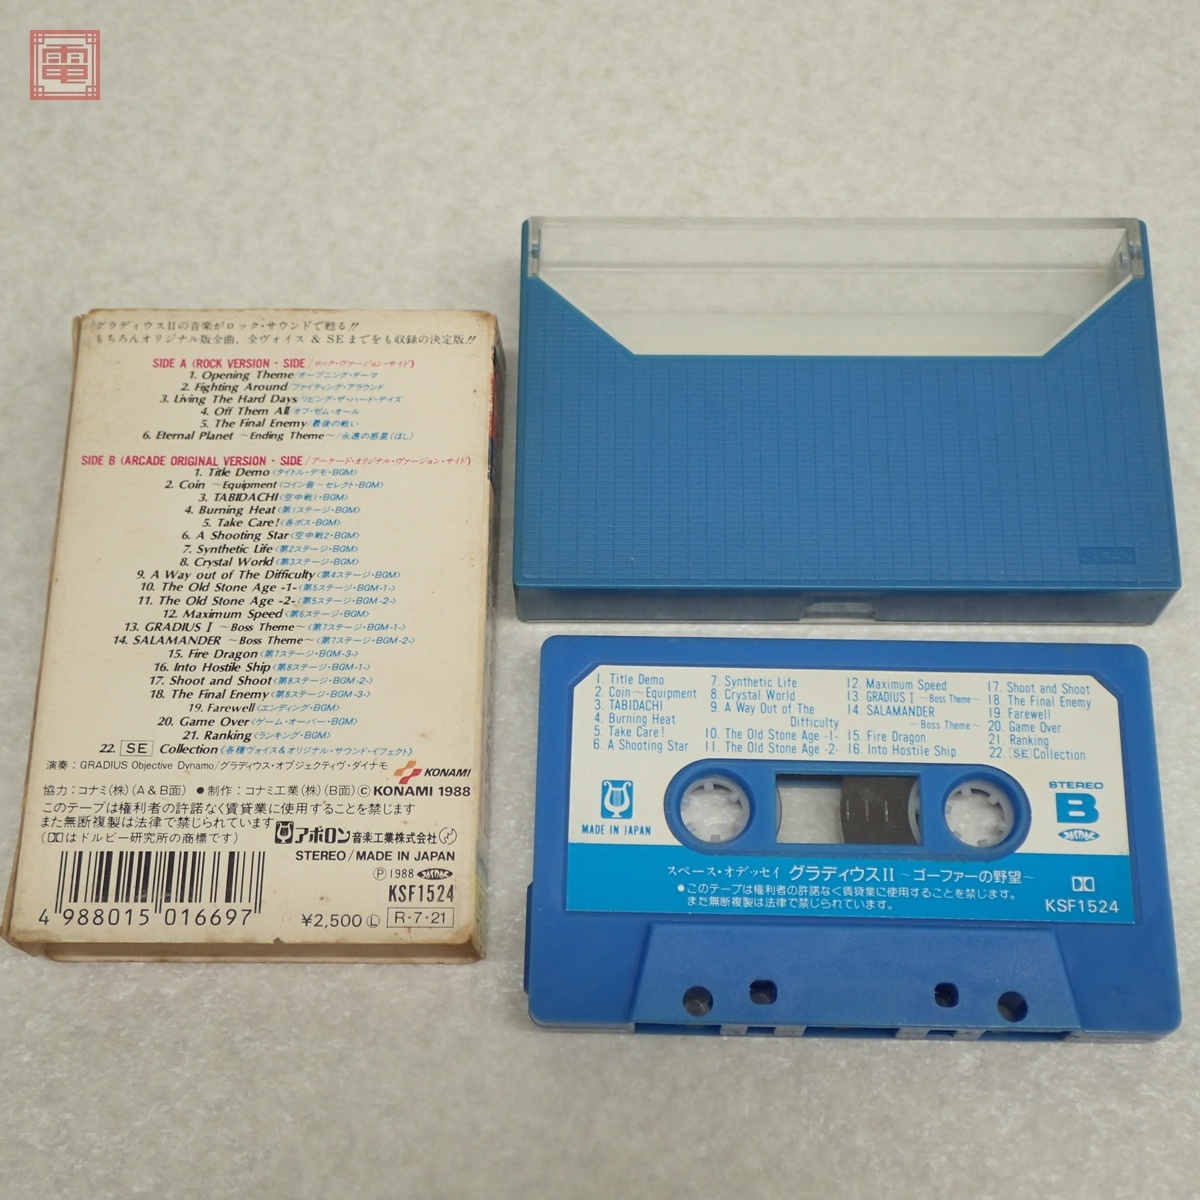 電
グラディウスIIの音楽がロック・サウンドで甦る!!
もちろんオリジナル版全曲、全ヴォイス & SEまでをも収録の決定版!!
SIDE A (ROCK VERSION・SIDE/ロック・ヴァージョン・サイド)
1. Opening Theme/オープニング・テーマ
2. Fighting Around/ファイティング・アラウンド
3. Living The Hard Days/リビング・ザ・ハード・デイズ
4. Off Them All/オフ・ゼム・オール
5. The Final Enemy/最後の戦い
6. Eternal Planet 〜Ending Theme〜/永遠の惑星(ほし)
SIDE B (ARCADE ORIGINAL VERSION・SIDE/アーケード・オリジナル・ヴァージョン・サイド)
1. Title Demo〈タイトル・デモ・BGM〉
2. Coin 〜Equipment〈コイン音〜セレクト・BGM〉
3. TABIDACHI〈空中戦1・BGM〉
4. Burning Heat〈第1ステージ・BGM〉
5. Take Care!〈各ボス・BGM〉
6. A Shooting Star〈空中戦2・BGM〉
7. Synthetic Life〈第2ステージ・BGM〉
8. Crystal World〈第3ステージ・BGM〉
9. A Way out of The Difficulty〈第4ステージ・BGM〉
10. The Old Stone Age -1-〈第5ステージ・BGM-1-〉
11. The Old Stone Age -2-〈第5ステージ・BGM-2-〉
12. Maximum Speed〈第6ステージ・BGM〉
13. GRADIUS I 〜Boss Theme〜〈第7ステージ・BGM-1-〉
14. SALAMANDER 〜Boss Theme〜〈第7ステージ・BGM-2-〉
15. Fire Dragon〈第7ステージ・BGM-3-〉
16. Into Hostile Ship〈第8ステージ・BGM-1-〉
17. Shoot and Shoot〈第8ステージ・BGM-2-〉
18. The Final Enemy〈第8ステージ・BGM-3-〉
19. Farewell〈エンディング・BGM〉
20. Game Over〈ゲーム・オーバー・BGM〉
21. Ranking〈ランキング・BGM〉
22. SE Collection〈各種ヴォイス&オリジナル・サウンド・イフェクト〉
演奏：GRADIUS Objective Dynamo/グラディウス・オブジェクティヴ・ダイナモ
KONAMI
協力：コナミ(株)(A&B面) ●制作：コナミ工業(株)(B面) ©KONAMI 1988
このテープは権利者の許諾なく賃貸業に使用することを禁じます
また無断複製は法律で禁じられています
(はドルビー研究所の商標です)
アポロン音楽工業株式会社
STEREO/MADE IN JAPAN
Ⓟ1988 JASRAC
KSF1524
4 988015 016697
¥2,500 Ⓛ R・7・21
1. Title Demo
2. Coin〜Equipment
3. TABIDACHI
4. Burning Heat
5. Take Care!
6. A Shooting Star
7. Synthetic Life
8. Crystal World
9. A Way Out of The
Difficulty
10. The Old Stone Age -1-
11. The Old Stone Age -2-
12. Maximum Speed
13. GRADIUS I 〜Boss Theme〜
14. SALAMANDER
〜Boss Theme〜
15. Fire Dragon
16. Into Hostile Ship
17. Shoot and Shoot
18. The Final Enemy
19. Farewell
20. Game Over
21. Ranking
22. SE Collection
MADE IN JAPAN
STEREO
B
JASRAC
スペース・オデッセイ グラディウスII 〜ゴーファーの野望〜
●このテープは権利者の許諾なく賃貸業に使用することを禁じます。
また無断複製は法律で禁じられています。
KSF1524